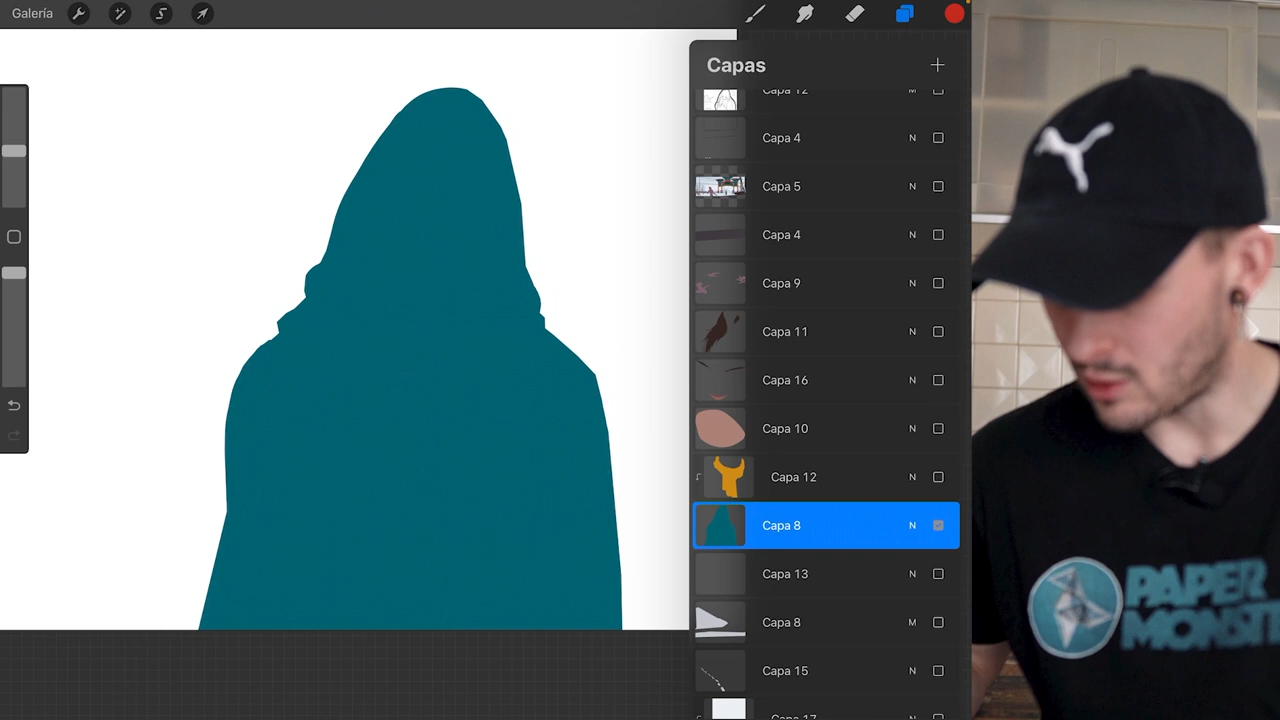 Galería
Capas
Capa 12 M
Capa 4 N
Capa 5 N
Capa 4 N
Capa 9 N
Capa 11 N
Capa 16 N
Capa 10 N
Capa 12 N
Capa 8 N
Capa 13 N
Capa 8 M
Capa 15 N
Capa 17
PAPER